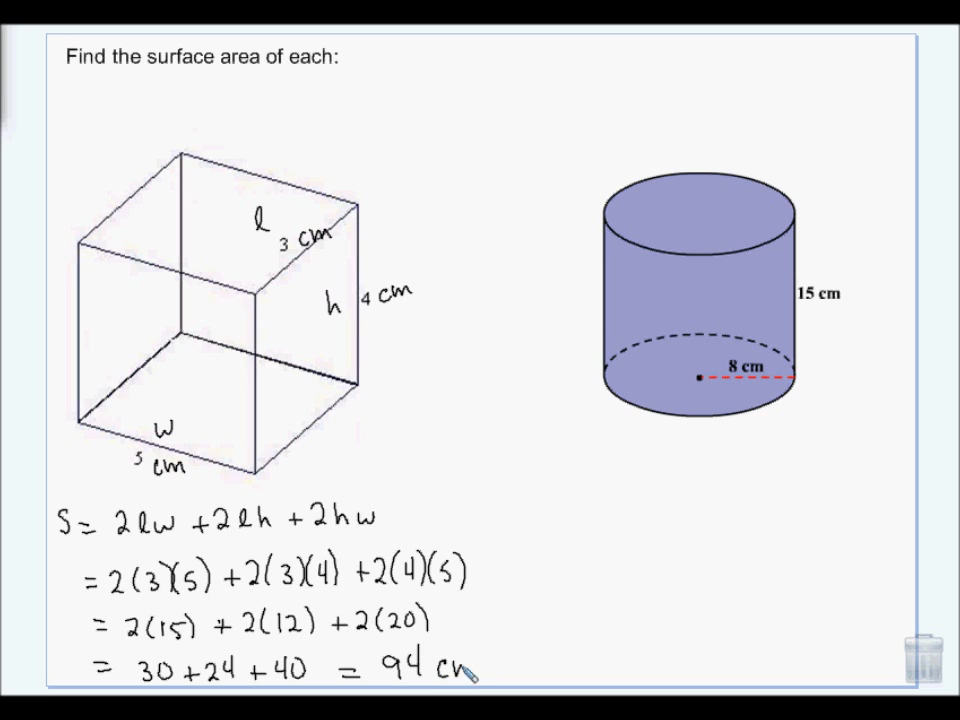 Find the surface area of each:
l
3 cm
h 4 cm
15 cm
8 cm
w
5 cm
S = 2lw + 2lh + 2hw
= 2(3)(5) + 2(3)(4) + 2(4)(5)
= 2(15) + 2(12) + 2(20)
= 30 + 24 + 40 = 94 cm